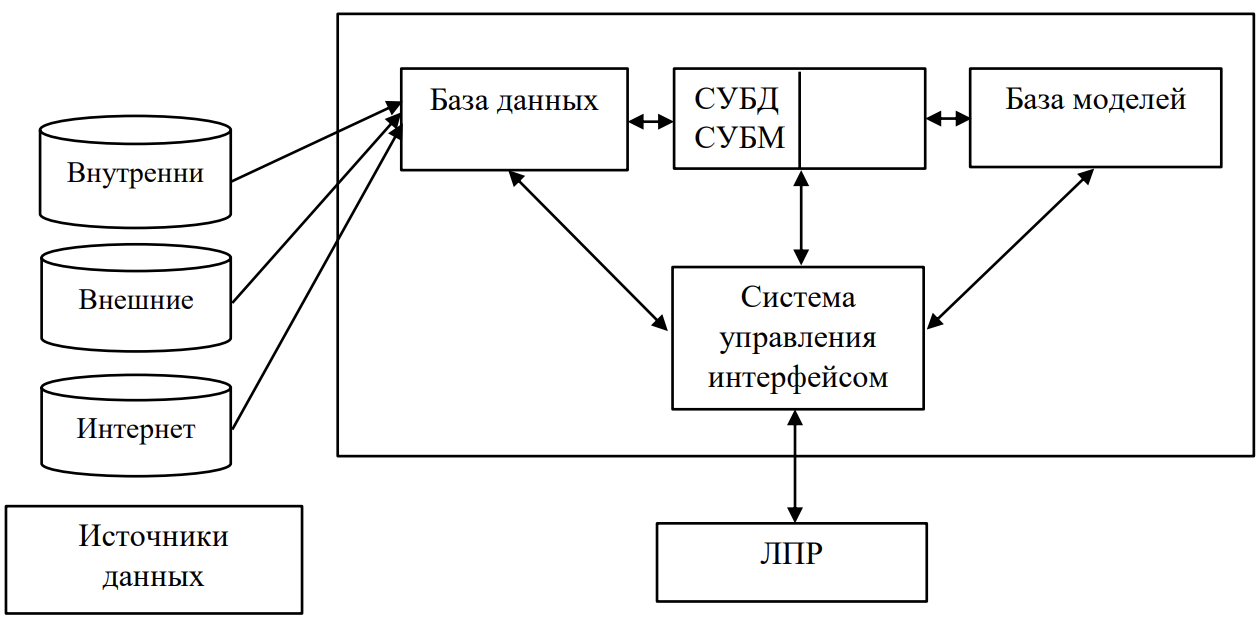 База данных
СУБД
СУБМ
База моделей
Внутренни
Внешние
Интернет
Система
управления
интерфейсом
Источники
данных
ЛПР